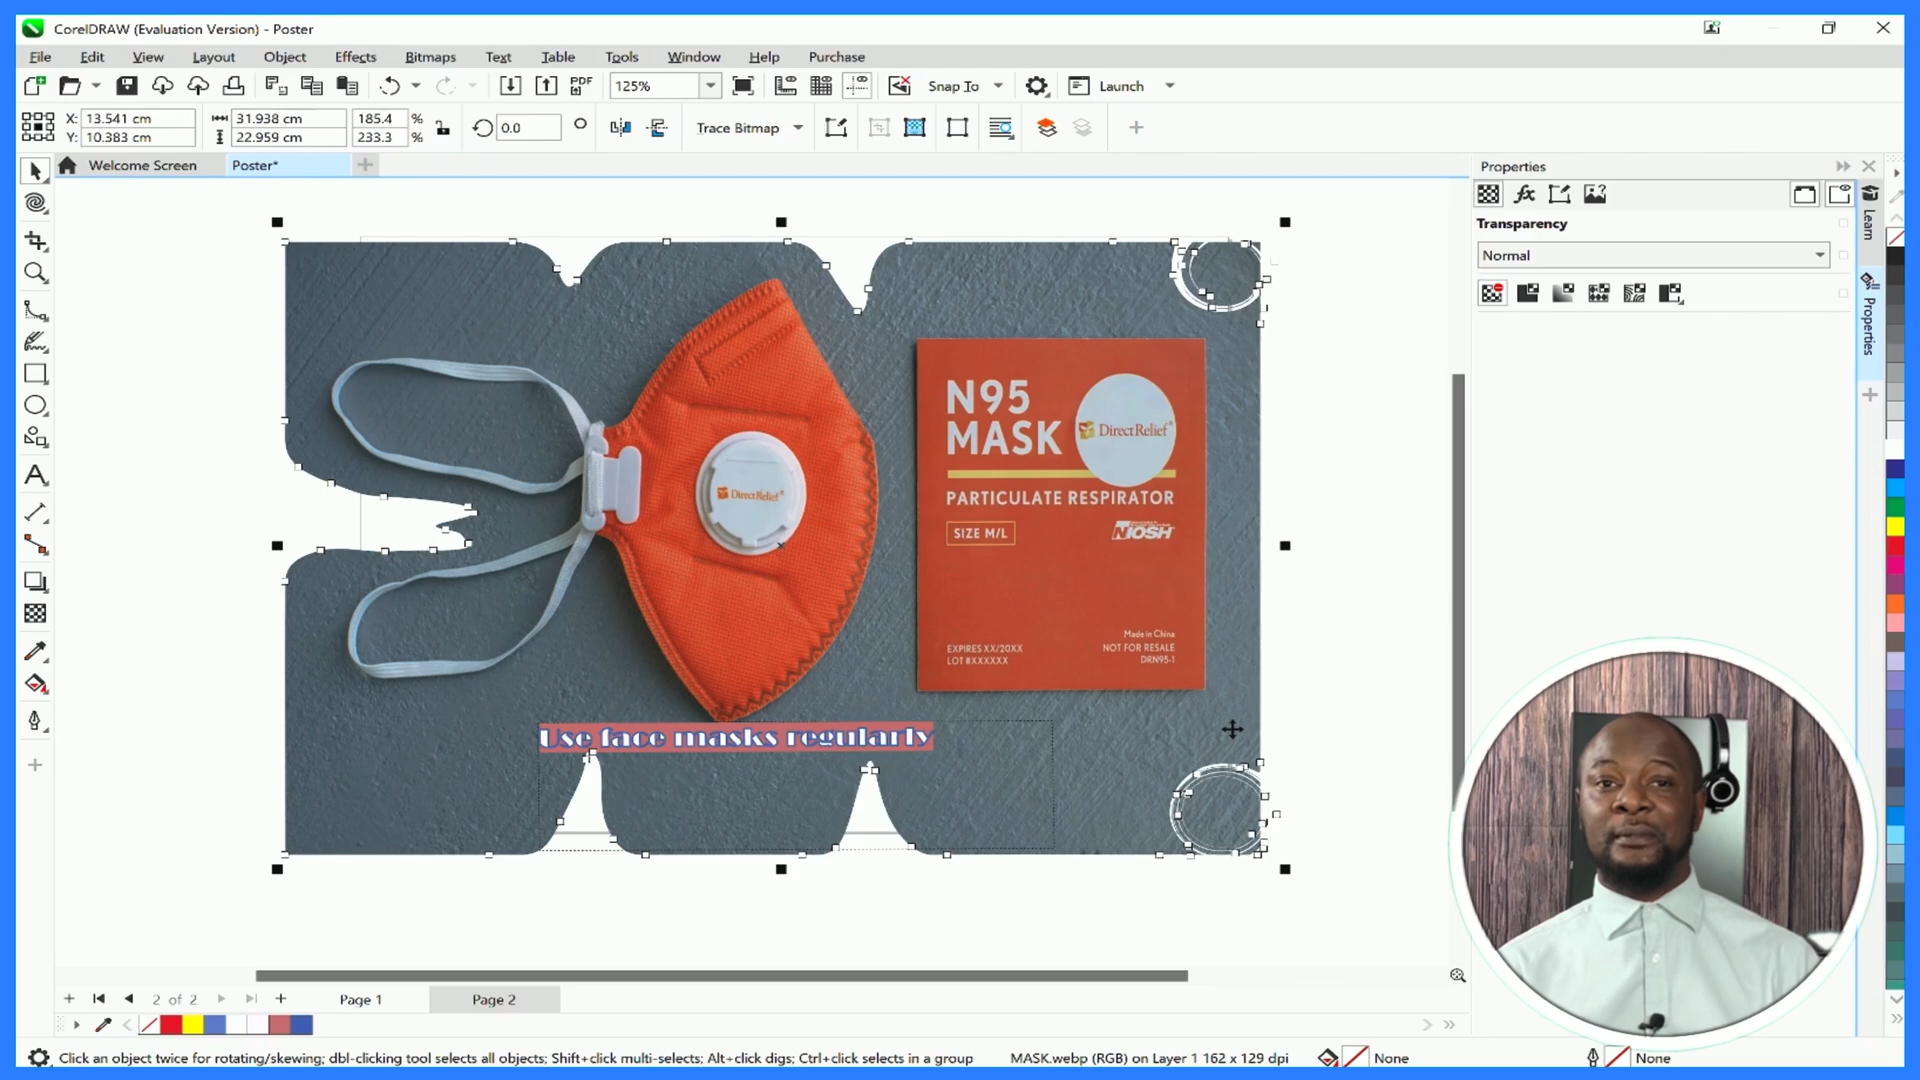 CorelDRAW (Evaluation Version) - Poster
File Edit View Layout Object Effects Bitmaps Text Table Tools Window Help Purchase
PDF 125% Snap To Launch
X: 13.541 cm 31.938 cm 185.4 %
Y: 10.383 cm 22.959 cm 233.3 %
0.0 Trace Bitmap
Welcome Screen Poster*
Properties
Transparency
Normal
Learn
Properties
N95
MASK
DirectRelief
PARTICULATE RESPIRATOR
SIZE M/L
NIOSH
DirectRelief
EXPIRES XX/20XX
LOT #XXXXXX
Made in China
NOT FOR RESALE
DRN95-1
Use face masks regularly
2 of 2 Page 1 Page 2
Click an object twice for rotating/skewing; dbl-clicking tool selects all objects; Shift+click multi-selects; Alt+click digs; Ctrl+click selects in a group MASK.webp (RGB) on Layer 1 162 x 129 dpi None None